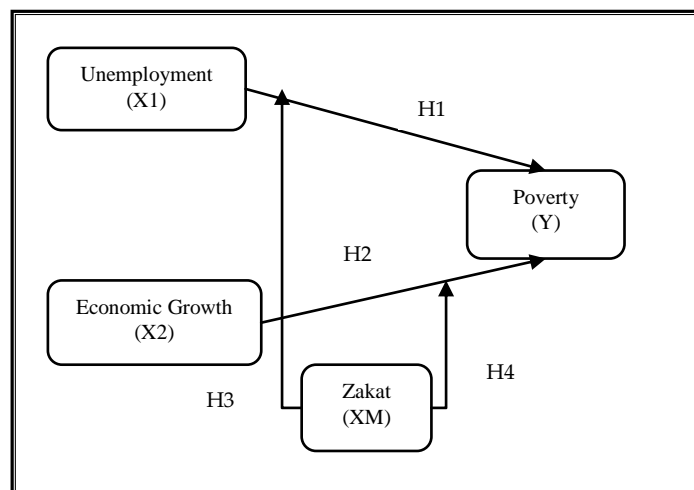 Unemployment
(X1)
H1
Poverty
(Y)
H2
Economic Growth
(X2)
H3
Zakat
(XM)
H4